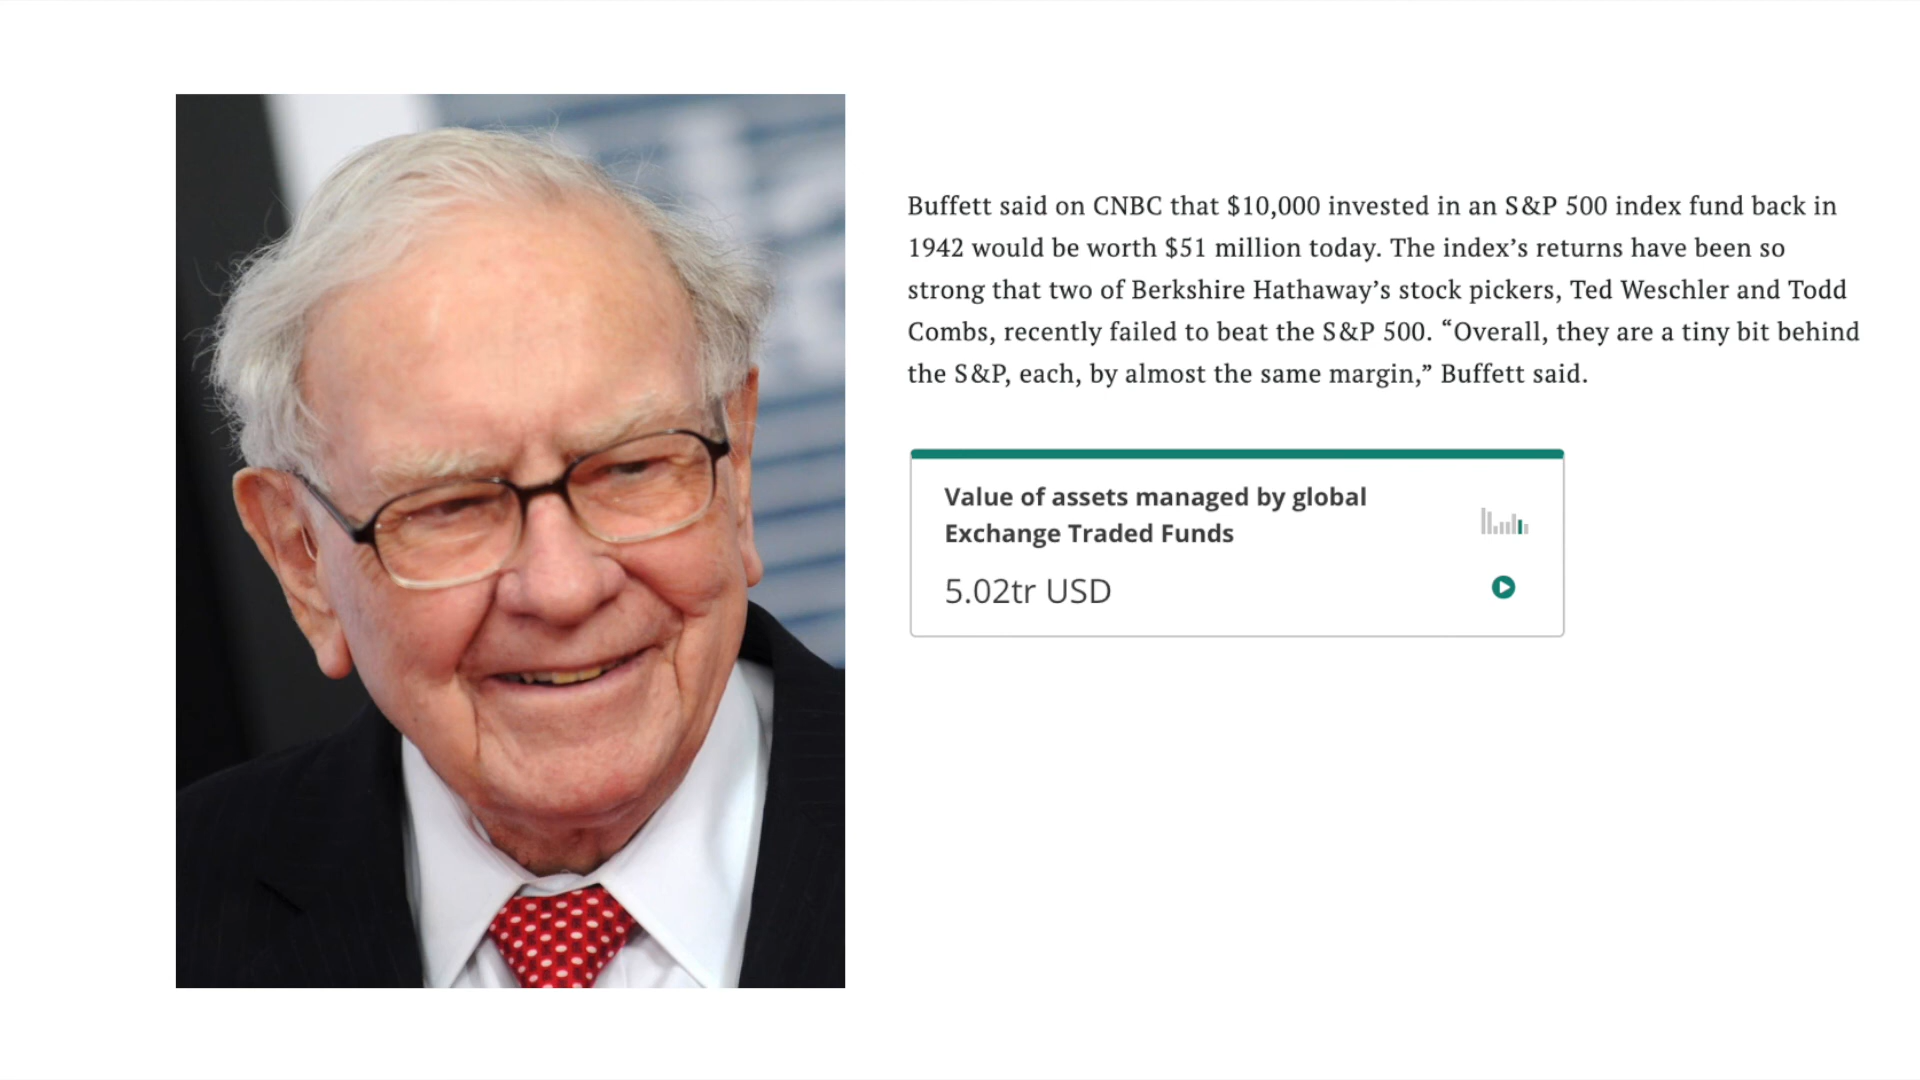 Buffett said on CNBC that $10,000 invested in an S&P 500 index fund back in
1942 would be worth $51 million today. The index’s returns have been so
strong that two of Berkshire Hathaway’s stock pickers, Ted Weschler and Todd
Combs, recently failed to beat the S&P 500. “Overall, they are a tiny bit behind
the S&P, each, by almost the same margin,” Buffett said.
Value of assets managed by global
Exchange Traded Funds
5.02tr USD